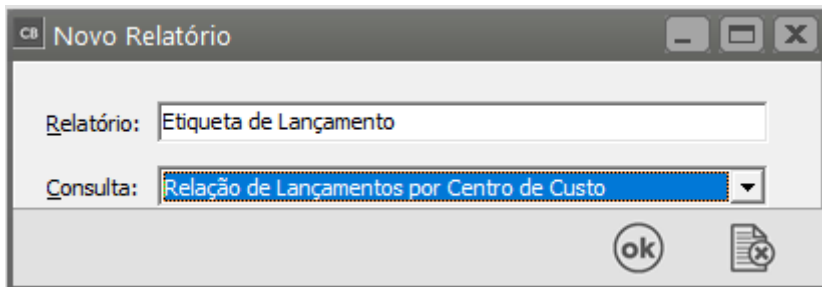 CB Novo Relatório
Relatório: Etiqueta de Lançamento
Consulta: Relação de Lançamentos por Centro de Custo
ok